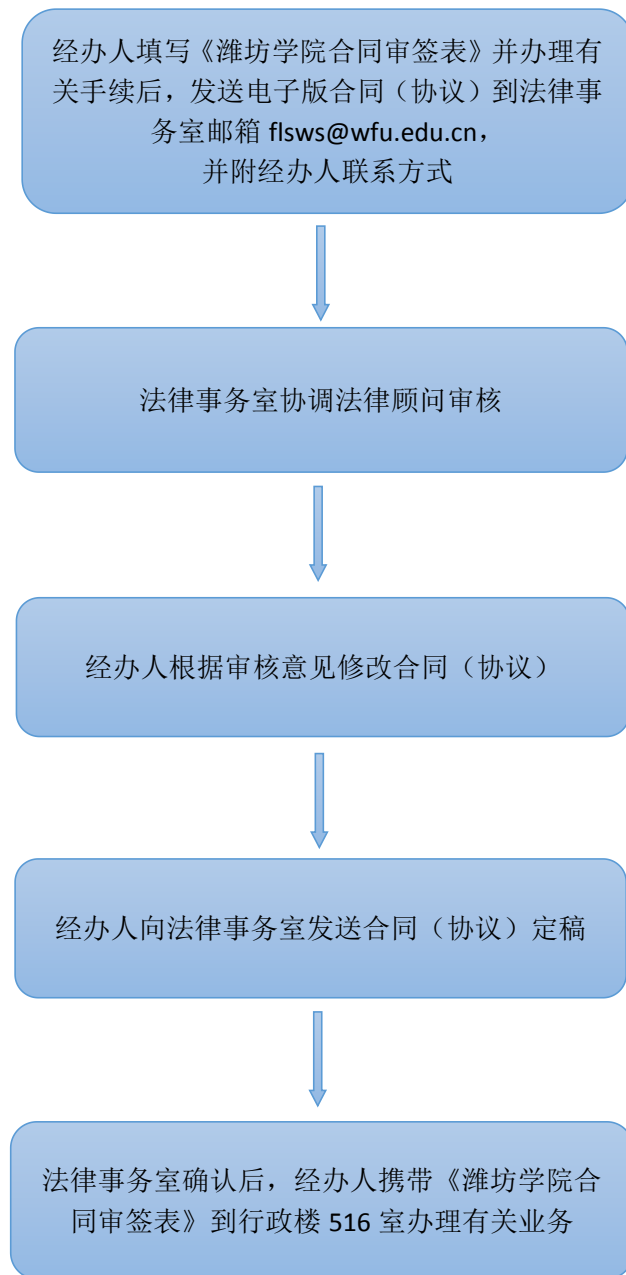 经办人填写《潍坊学院合同审签表》并办理有
关手续后，发送电子版合同（协议）到法律事
务室邮箱 flsws@wfu.edu.cn，
并附经办人联系方式
法律事务室协调法律顾问审核
经办人根据审核意见修改合同（协议）
经办人向法律事务室发送合同（协议）定稿
法律事务室确认后，经办人携带《潍坊学院合
同审签表》到行政楼 516 室办理有关业务